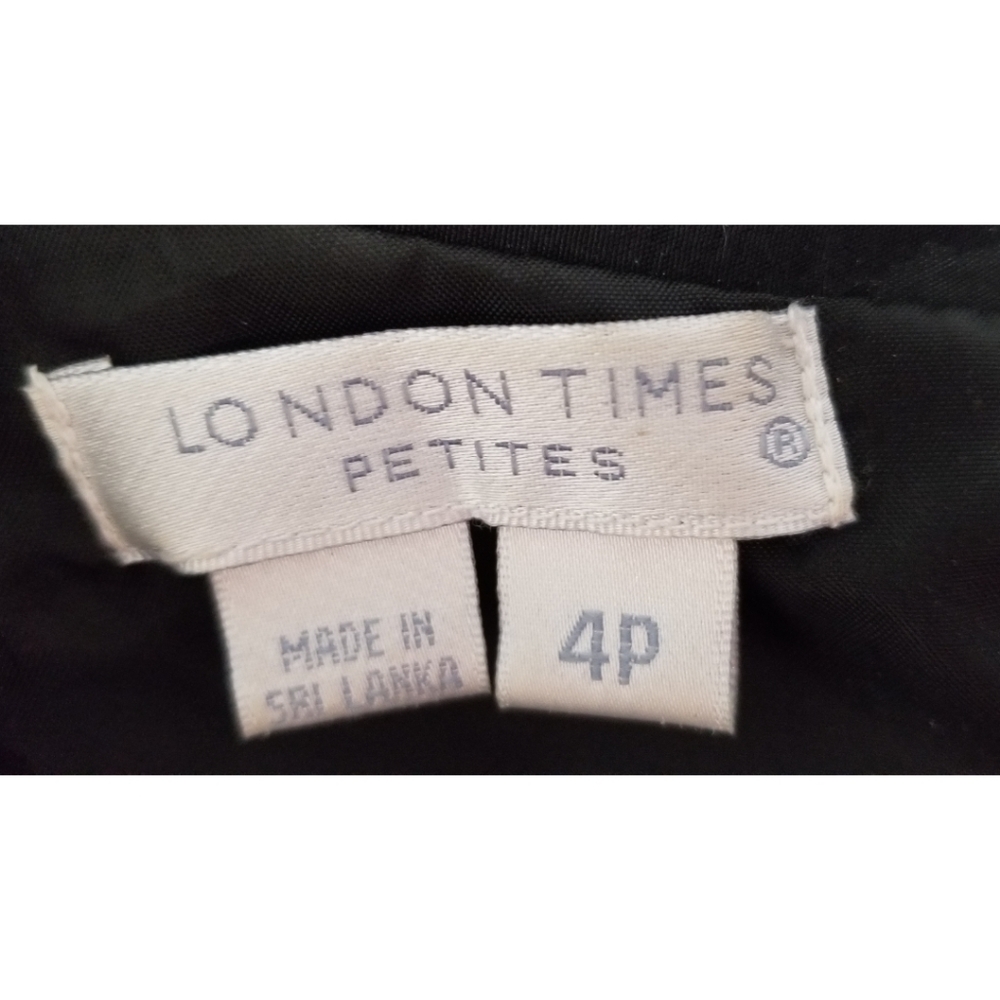 LONDON TIMES
PETITES
®
MADE IN
SRI LANKA
4P